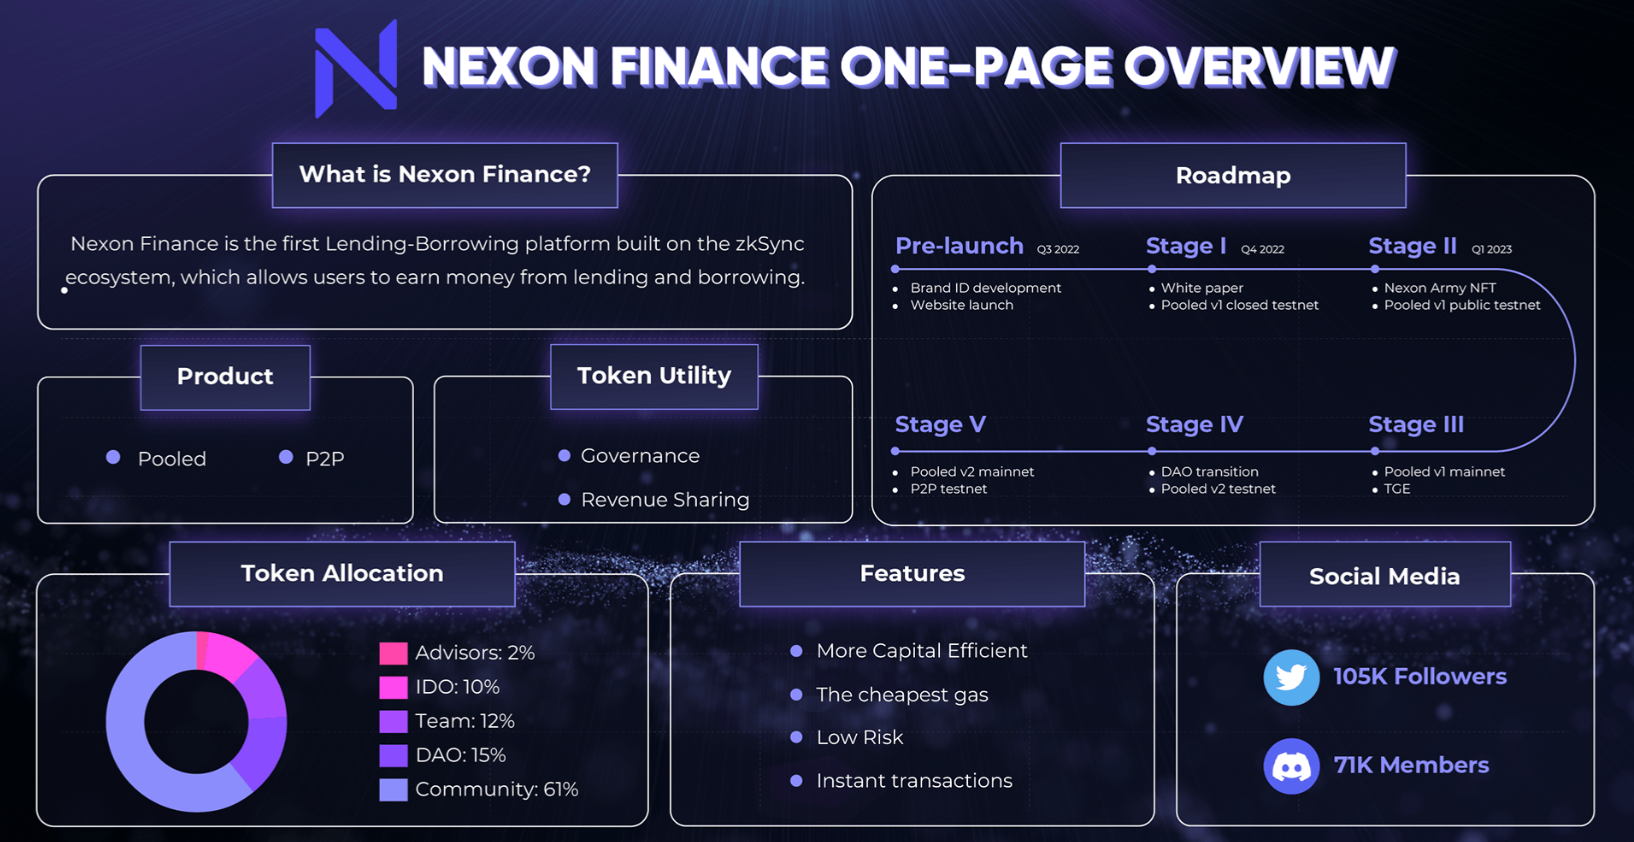 NEXON FINANCE ONE-PAGE OVERVIEW
What is Nexon Finance?
Nexon Finance is the first Lending-Borrowing platform built on the zkSync
ecosystem, which allows users to earn money from lending and borrowing.
Product
Pooled
P2P
Token Utility
Governance
Revenue Sharing
Roadmap
Pre-launch Q3 2022
Brand ID development
Website launch
Stage I Q4 2022
White paper
Pooled v1 closed testnet
Stage II Q1 2023
Nexon Army NFT
Pooled v1 public testnet
Stage V
Pooled v2 mainnet
P2P testnet
Stage IV
DAO transition
Pooled v2 testnet
Stage III
Pooled v1 mainnet
TGE
Token Allocation
Advisors: 2%
IDO: 10%
Team: 12%
DAO: 15%
Community: 61%
Features
More Capital Efficient
The cheapest gas
Low Risk
Instant transactions
Social Media
105K Followers
71K Members